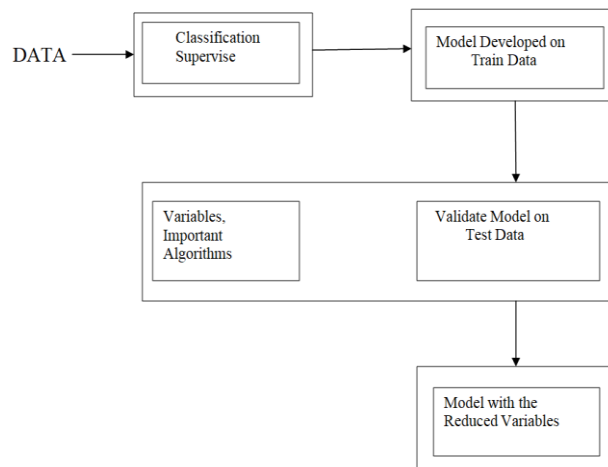 DATA
Classification
Supervise
Model Developed on
Train Data
Variables,
Important
Algorithms
Validate Model on
Test Data
Model with the
Reduced Variables